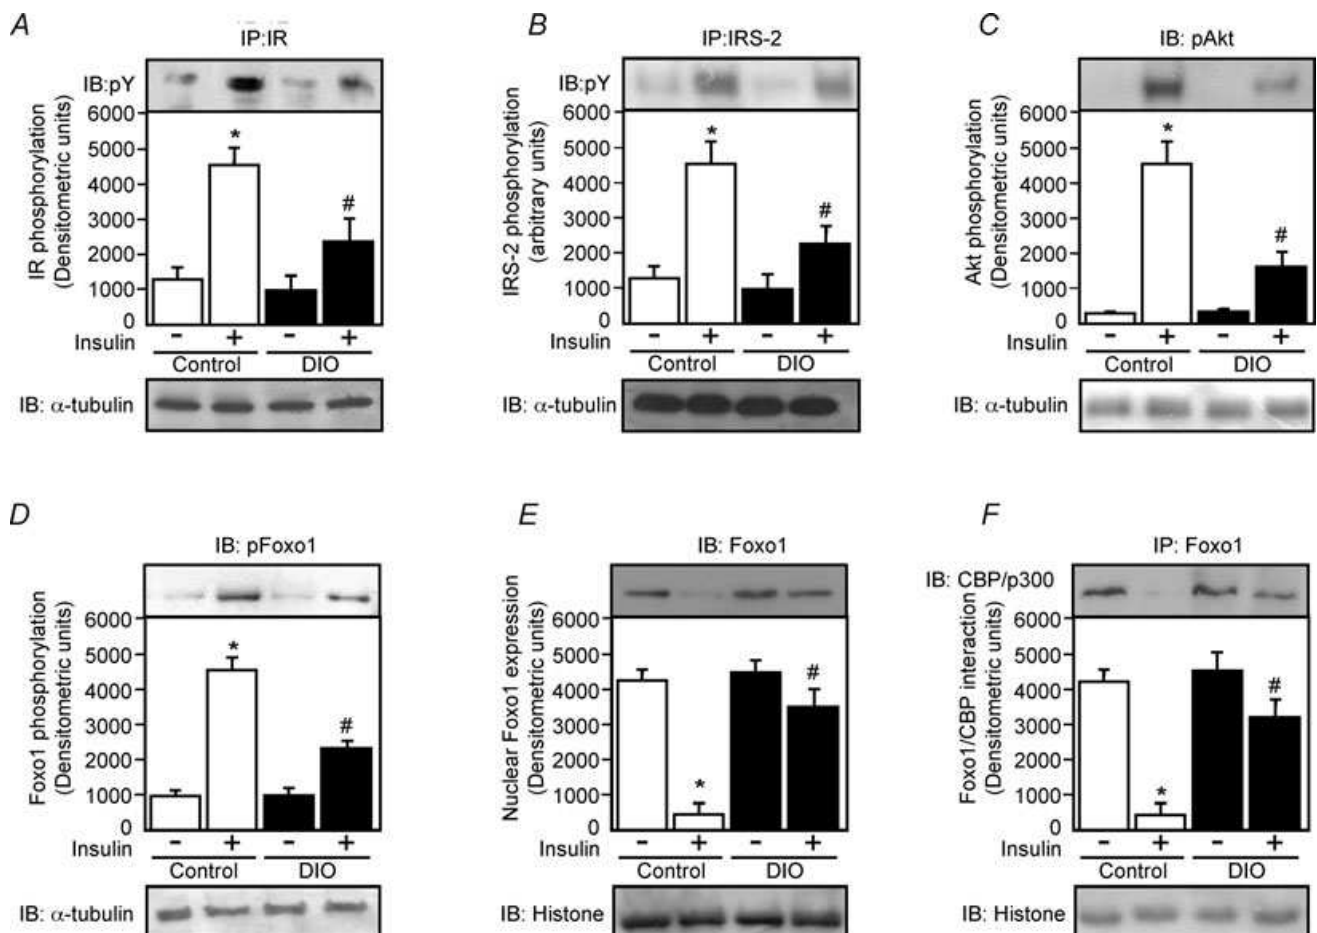 A
IP:IR
IB:pY
IR phosphorylation
(Densitometric units)
6000
5000
4000
3000
2000
1000
0
*
#
Insulin
- + - +
Control DIO
IB: α-tubulin
B
IP:IRS-2
IB:pY
IRS-2 phosphorylation
(arbitrary units)
6000
5000
4000
3000
2000
1000
0
*
#
Insulin
- + - +
Control DIO
IB: α-tubulin
C
IB: pAkt
Akt phosphorylation
(Densitometric units)
6000
5000
4000
3000
2000
1000
0
*
#
Insulin
- + - +
Control DIO
IB: α-tubulin
D
IB: pFoxo1
Foxo1 phosphorylation
(Densitometric units)
6000
5000
4000
3000
2000
1000
0
*
#
Insulin
- + - +
Control DIO
IB: α-tubulin
E
IB: Foxo1
Nuclear Foxo1 expression
(Densitometric units)
6000
5000
4000
3000
2000
1000
0
*
#
Insulin
- + - +
Control DIO
IB: Histone
F
IP: Foxo1
IB: CBP/p300
Foxo1/CBP interaction
(Densitometric units)
6000
5000
4000
3000
2000
1000
0
*
#
Insulin
- + - +
Control DIO
IB: Histone